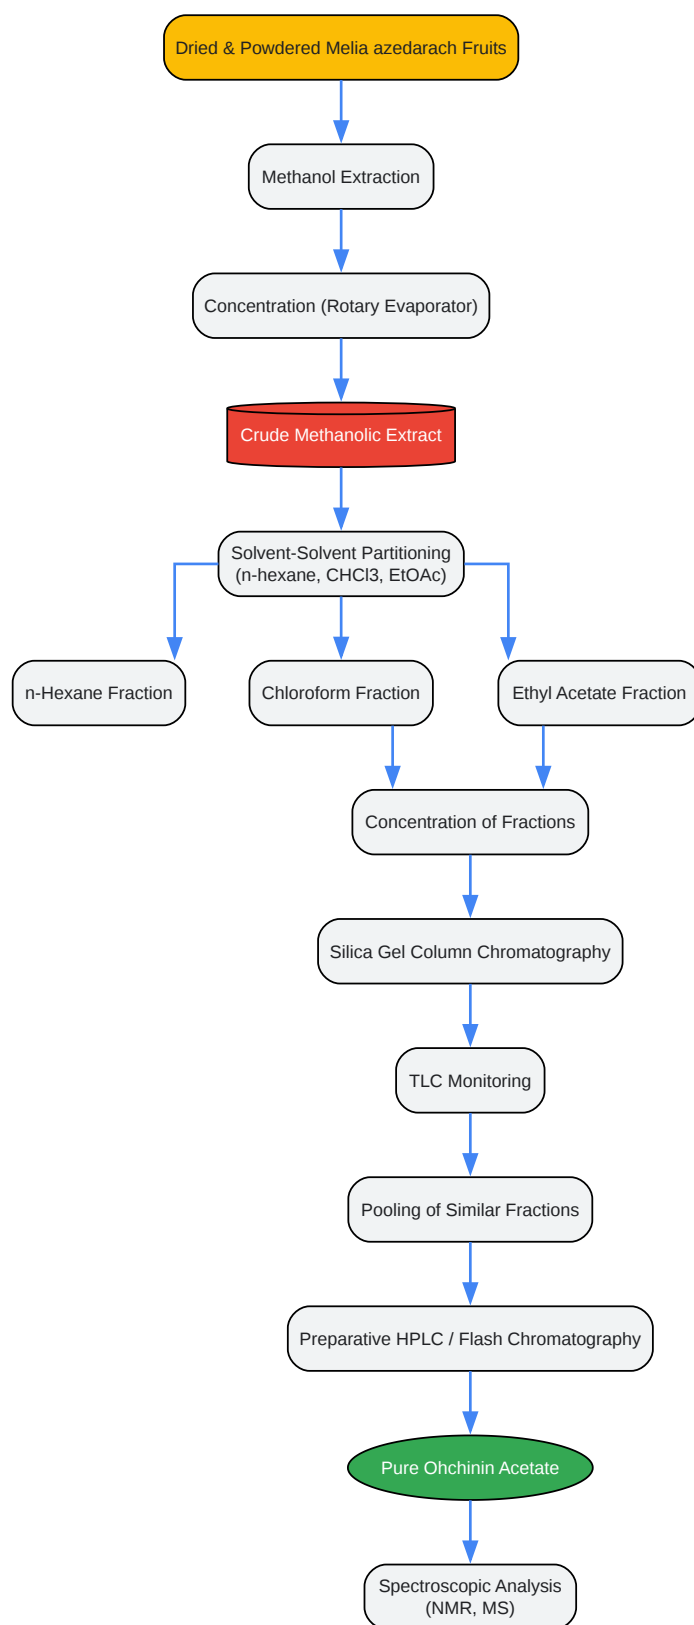 Dried & Powdered Melia azedarach Fruits
Methanol Extraction
Concentration (Rotary Evaporator)
Crude Methanolic Extract
Solvent-Solvent Partitioning
(n-hexane, CHCl3, EtOAc)
n-Hexane Fraction
Chloroform Fraction
Ethyl Acetate Fraction
Concentration of Fractions
Silica Gel Column Chromatography
TLC Monitoring
Pooling of Similar Fractions
Preparative HPLC / Flash Chromatography
Pure Ohchinin Acetate
Spectroscopic Analysis
(NMR, MS)